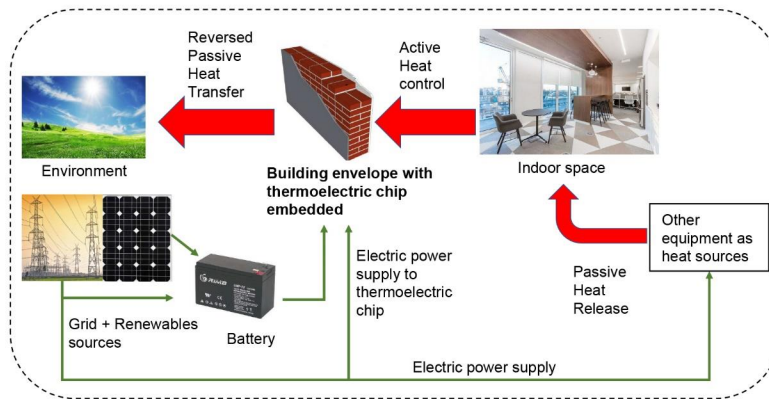 Reversed
Passive
Heat
Transfer
Active
Heat
control
Environment
Building envelope with
thermoelectric chip
embedded
Indoor space
Other
equipment as
heat sources
Electric power
supply to
thermoelectric
chip
Passive
Heat
Release
Grid + Renewables
sources
Battery
Electric power supply